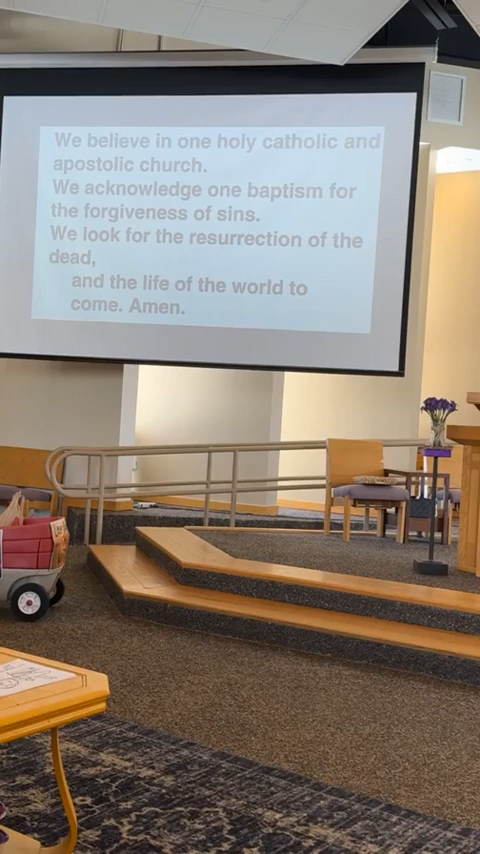 We believe in one holy catholic and
apostolic church.
We acknowledge one baptism for
the forgiveness of sins.
We look for the resurrection of the
dead,
and the life of the world to
come. Amen.